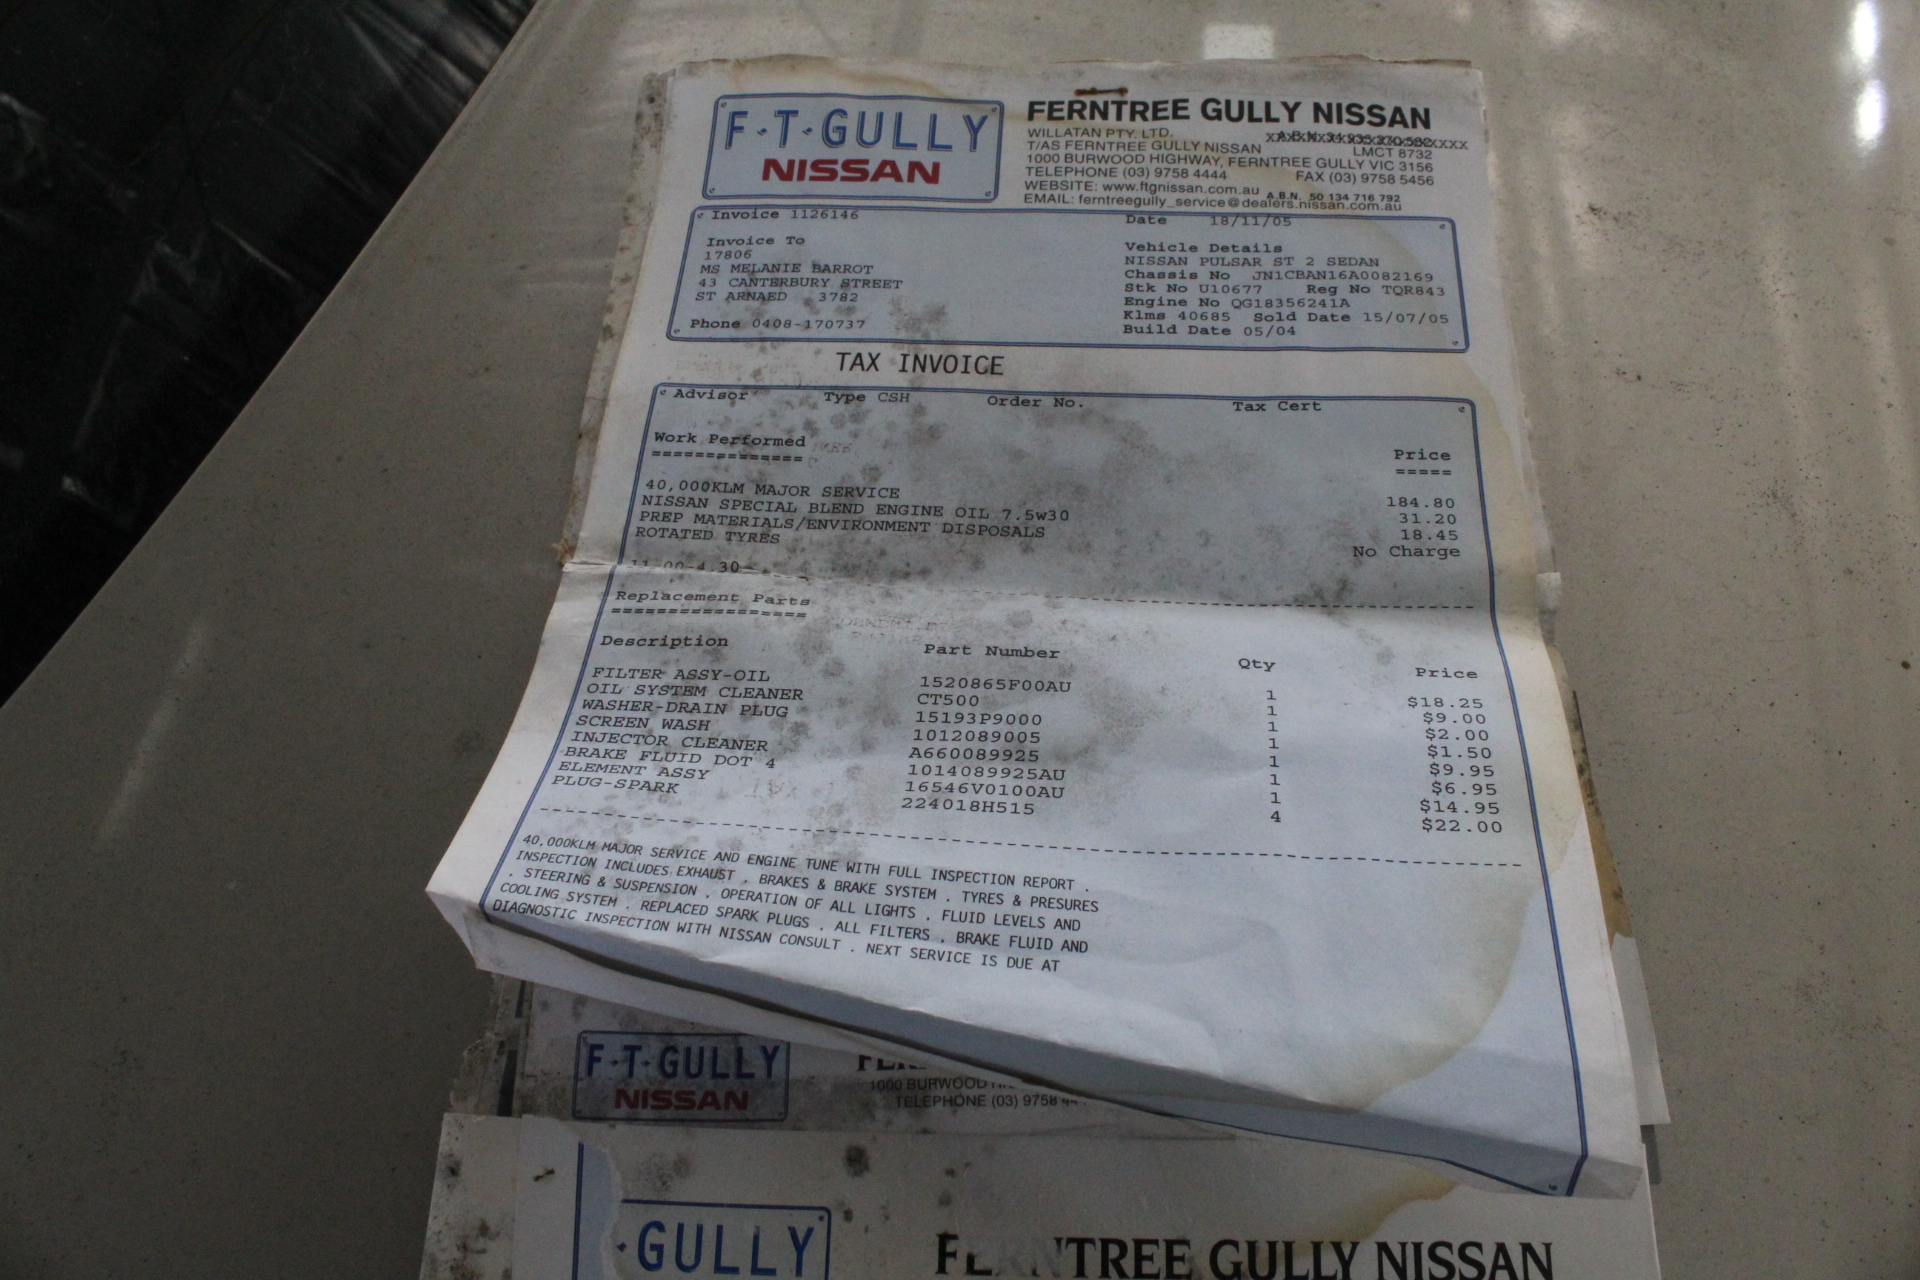 F·T·GULLY
NISSAN
FERNTREE GULLY NISSAN
WILLATAN PTY. LTD.
T/AS FERNTREE GULLY NISSAN
LMCT 8732
1000 BURWOOD HIGHWAY, FERNTREE GULLY VIC 3156
TELEPHONE (03) 9758 4444 FAX (03) 9758 5456
WEBSITE: www.ftgnissan.com.au A.B.N. 50 134 716 792
EMAIL: ferntreegully_service@dealers.nissan.com.au
Invoice 1126146 Date 18/11/05
Invoice To
17806
MS MELANIE BARROT
43 CANTERBURY STREET
ST ARNAED 3782
Phone 0408-170737
Vehicle Details
NISSAN PULSAR ST 2 SEDAN
Chassis No JN1CBAN16A0082169
Stk No U10677 Reg No TQR843
Engine No QG18356241A
Klms 40685 Sold Date 15/07/05
Build Date 05/04
TAX INVOICE
Advisor Type CSH Order No. Tax Cert
Work Performed Price
============= =====
40,000KLM MAJOR SERVICE 184.80
NISSAN SPECIAL BLEND ENGINE OIL 7.5w30 31.20
PREP MATERIALS/ENVIRONMENT DISPOSALS 18.45
ROTATED TYRES No Charge
11.00-4.30
Replacement Parts
=================
Description Part Number Qty Price
FILTER ASSY-OIL 1520865F00AU 1 $18.25
OIL SYSTEM CLEANER CT500 1 $9.00
WASHER-DRAIN PLUG 15193P9000 1 $2.00
SCREEN WASH 1012089005 1 $1.50
INJECTOR CLEANER A660089925 1 $9.95
BRAKE FLUID DOT 4 1014089925AU 1 $6.95
ELEMENT ASSY 16546V0100AU 1 $14.95
PLUG-SPARK 224018H515 4 $22.00
40,000KLM MAJOR SERVICE AND ENGINE TUNE WITH FULL INSPECTION REPORT .
INSPECTION INCLUDES EXHAUST . BRAKES & BRAKE SYSTEM . TYRES & PRESURES
. STEERING & SUSPENSION . OPERATION OF ALL LIGHTS . FLUID LEVELS AND
COOLING SYSTEM . REPLACED SPARK PLUGS . ALL FILTERS . BRAKE FLUID AND
DIAGNOSTIC INSPECTION WITH NISSAN CONSULT . NEXT SERVICE IS DUE AT
F·T·GULLY
NISSAN
1000 BURWOOD
TELEPHONE (03) 9758
·GULLY
FERNTREE GULLY NISSAN